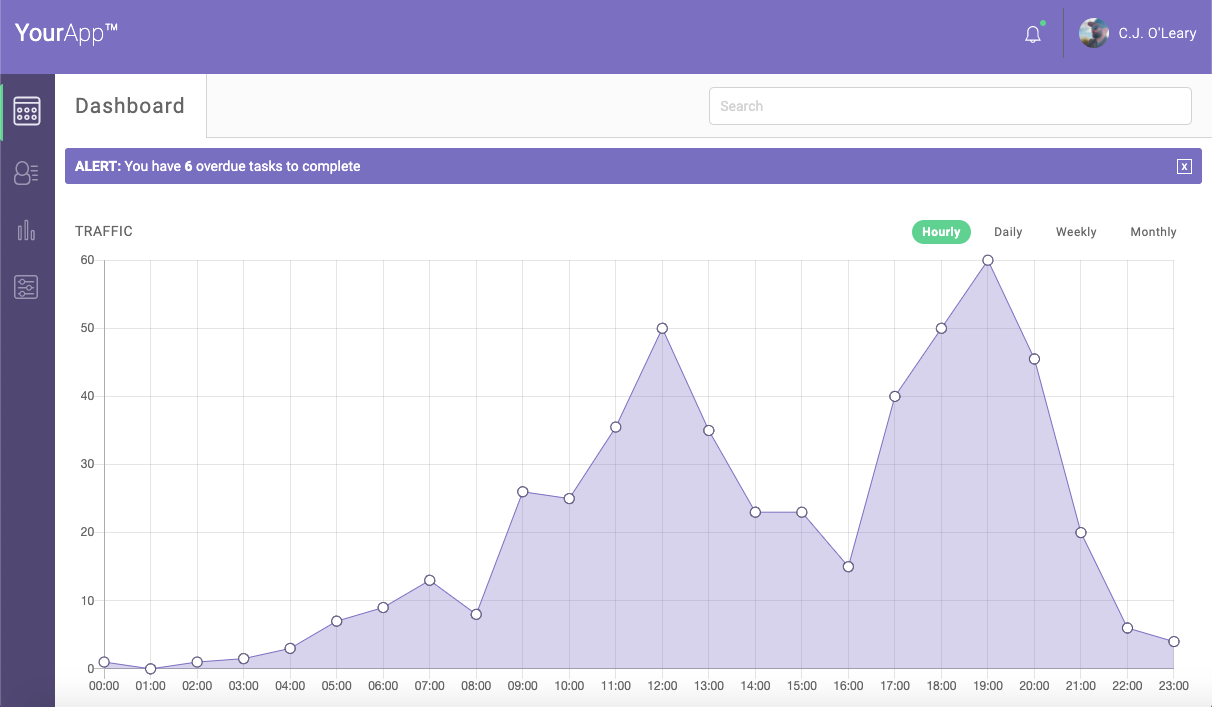 YourApp™
C.J. O'Leary
Dashboard
Search
ALERT: You have 6 overdue tasks to complete
x
TRAFFIC
Hourly Daily Weekly Monthly
60
50
40
30
20
10
0
00:00 01:00 02:00 03:00 04:00 05:00 06:00 07:00 08:00 09:00 10:00 11:00 12:00 13:00 14:00 15:00 16:00 17:00 18:00 19:00 20:00 21:00 22:00 23:00